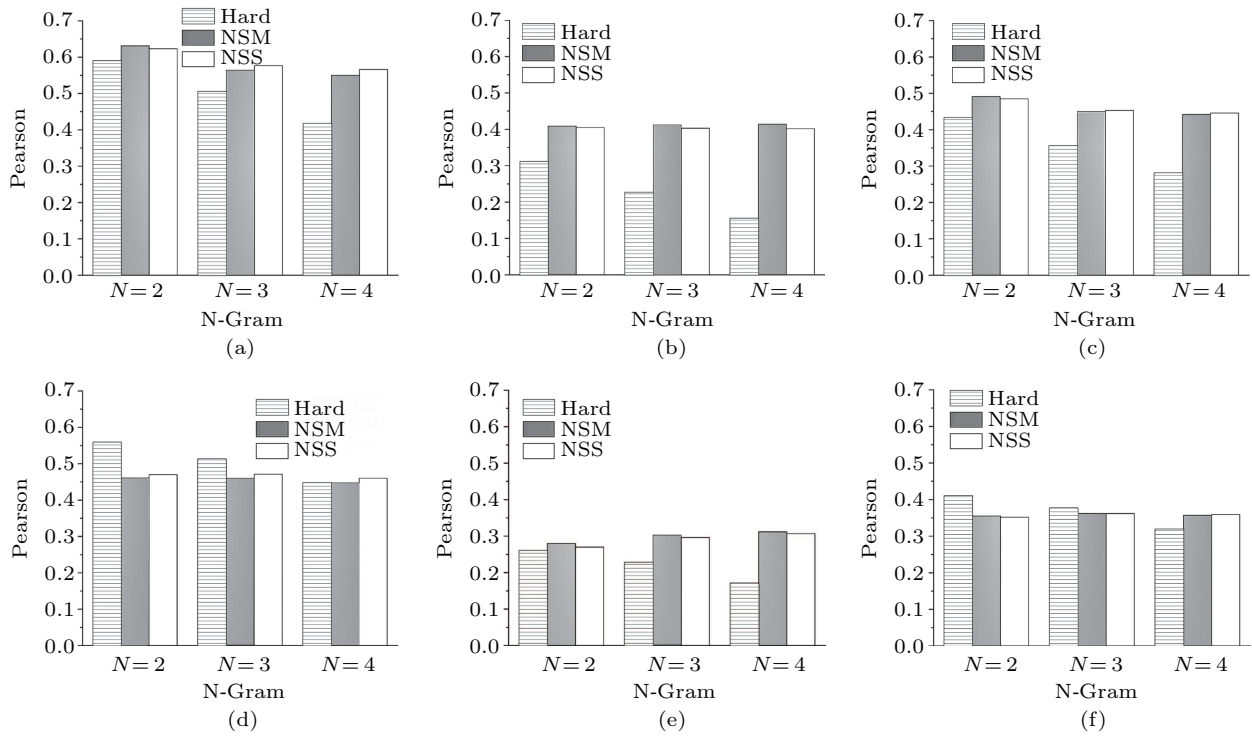 0.7
0.6
0.5
0.4
0.3
0.2
0.1
0.0
Pearson
Hard
NSM
NSS
N=2 N=3 N=4
N-Gram
(a)
0.7
0.6
0.5
0.4
0.3
0.2
0.1
0.0
Pearson
Hard
NSM
NSS
N=2 N=3 N=4
N-Gram
(b)
0.7
0.6
0.5
0.4
0.3
0.2
0.1
0.0
Pearson
Hard
NSM
NSS
N=2 N=3 N=4
N-Gram
(c)
0.7
0.6
0.5
0.4
0.3
0.2
0.1
0.0
Pearson
Hard
NSM
NSS
N=2 N=3 N=4
N-Gram
(d)
0.7
0.6
0.5
0.4
0.3
0.2
0.1
0.0
Pearson
Hard
NSM
NSS
N=2 N=3 N=4
N-Gram
(e)
0.7
0.6
0.5
0.4
0.3
0.2
0.1
0.0
Pearson
Hard
NSM
NSS
N=2 N=3 N=4
N-Gram
(f)